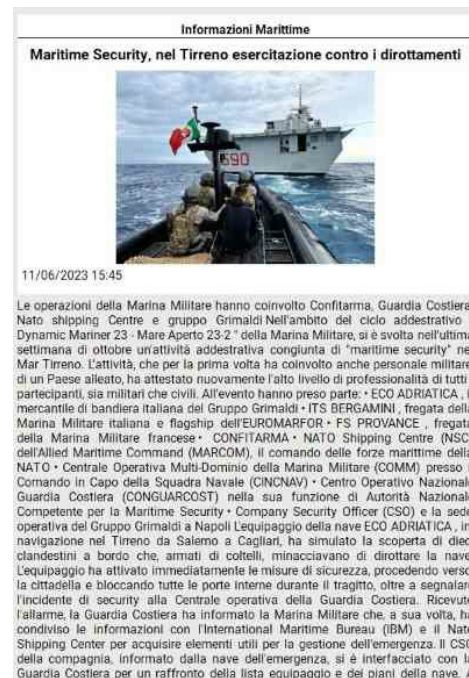 Informazioni Marittime
Maritime Security, nel Tirreno esercitazione contro i dirottamenti
690
11/06/2023 15:45
Le operazioni della Marina Militare hanno coinvolto Confitarma, Guardia Costiera
Nato shipping Centre e gruppo Grimaldi Nell'ambito del ciclo addestrativo
Dynamic Mariner 23 - Mare Aperto 23-2 " della Marina Militare, si è svolta nell'ultima
settimana di ottobre un'attività addestrativa congiunta di "maritime security" ne
Mar Tirreno. L'attività, che per la prima volta ha coinvolto anche personale militare
di un Paese alleato, ha attestato nuovamente l'alto livello di professionalità di tutti
partecipanti, sia militari che civili. All'evento hanno preso parte: • ECO ADRIATICA , i
mercantile di bandiera italiana del Gruppo Grimaldi • ITS BERGAMINI , fregata dell
Marina Militare italiana e flagship dell'EUROMARFOR • FS PROVANCE , fregata
della Marina Militare francese • CONFITARMA • NATO Shipping Centre (NSC)
dell'Allied Maritime Command (MARCOM), il comando delle forze marittime della
NATO • Centrale Operativa Multi-Dominio della Marina Militare (COMM) presso
Comando in Capo della Squadra Navale (CINCNAV) • Centro Operativo Nazionale
Guardia Costiera (CONGUARCOST) nella sua funzione di Autorità Nazionale
Competente per la Maritime Security • Company Security Officer (CSO) e la sede
operativa del Gruppo Grimaldi a Napoli L'equipaggio della nave ECO ADRIATICA , in
navigazione nel Tirreno da Salerno a Cagliari, ha simulato la scoperta di dieci
clandestini a bordo che, armati di coltelli, minacciavano di dirottare la nave
L'equipaggio ha attivato immediatamente le misure di sicurezza, procedendo verso
la cittadella e bloccando tutte le porte interne durante il tragitto, oltre a segnalare
l'incidente di security alla Centrale operativa della Guardia Costiera. Ricevuto
l'allarme, la Guardia Costiera ha informato la Marina Militare che, a sua volta, ha
condiviso le informazioni con l'International Maritime Bureau (IBM) e il Nato
Shipping Center per acquisire elementi utili per la gestione dell'emergenza. Il CSO
della compagnia, informato dalla nave dell'emergenza, si è interfacciato con la
Guardia Costiera per un raffronto della lista equipaggio e dei piani della nave.